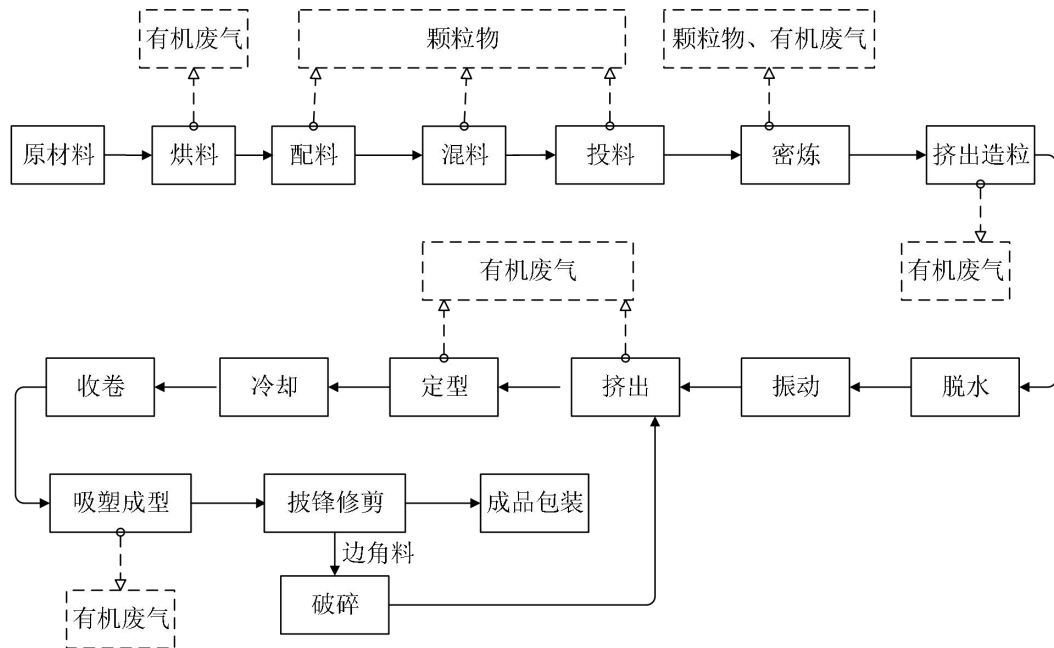 有机废气
颗粒物
颗粒物、有机废气
原材料
烘料
配料
混料
投料
密炼
挤出造粒
有机废气
有机废气
收卷
冷却
定型
挤出
振动
脱水
吸塑成型
披锋修剪
成品包装
边角料
有机废气
破碎